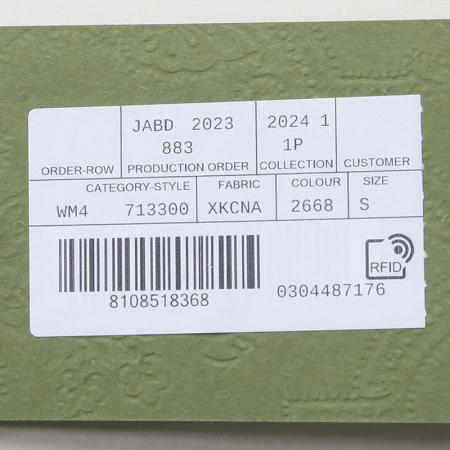 JABD 2023 2024 1
883 1P
ORDER-ROW PRODUCTION ORDER COLLECTION CUSTOMER
CATEGORY-STYLE FABRIC COLOUR SIZE
WM4 713300 XKCNA 2668 S
RFID
8108518368 0304487176